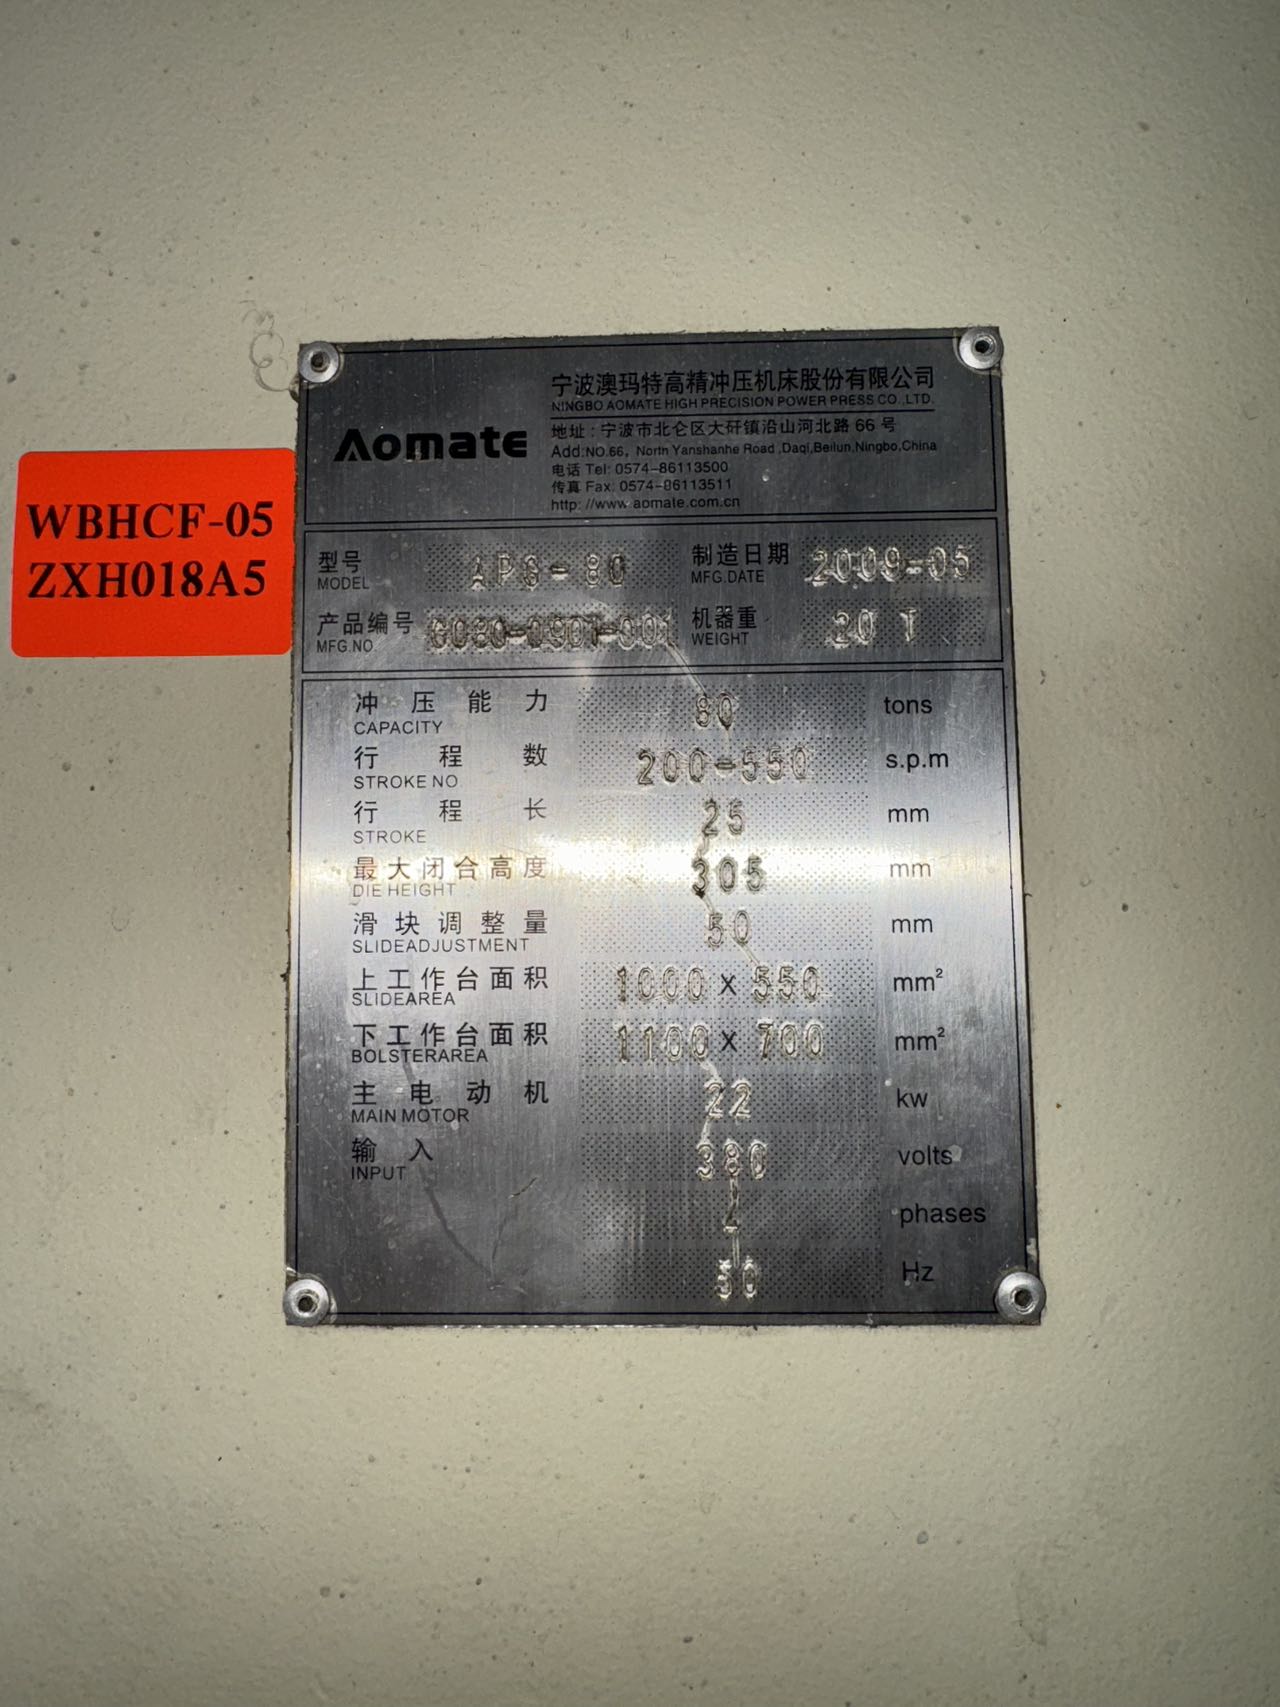 WBHCF-05
ZXH018A5
Aomate
宁波澳玛特高精冲压机床股份有限公司
NINGBO AOMATE HIGH PRECISION POWER PRESS CO.,LTD.
地址：宁波市北仑区大矸镇沿山河北路 66 号
Add:NO.66, North Yanshanhe Road ,Daqi,Beilun,Ningbo,China
电话 Tel: 0574-86113500
传真 Fax: 0574-86113511
http: //www aomate.com.cn
型号 APG-80 制造日期 2009-05
MODEL MFG.DATE
产品编号 G080-0901-001 机器重 20 T
MFG.NO. WEIGHT
冲压能力 80 tons
CAPACITY
行程数 200-550 s.p.m
STROKE NO
行程长 25 mm
STROKE
最大闭合高度 305 mm
DIE HEIGHT
滑块调整量 50 mm
SLIDEADJUSTMENT
上工作台面积 1000 x 550 mm²
SLIDEAREA
下工作台面积 1100 x 700 mm²
BOLSTERAREA
主电动机 22 kw
MAIN MOTOR
输入 380 volts
INPUT
phases
50 Hz